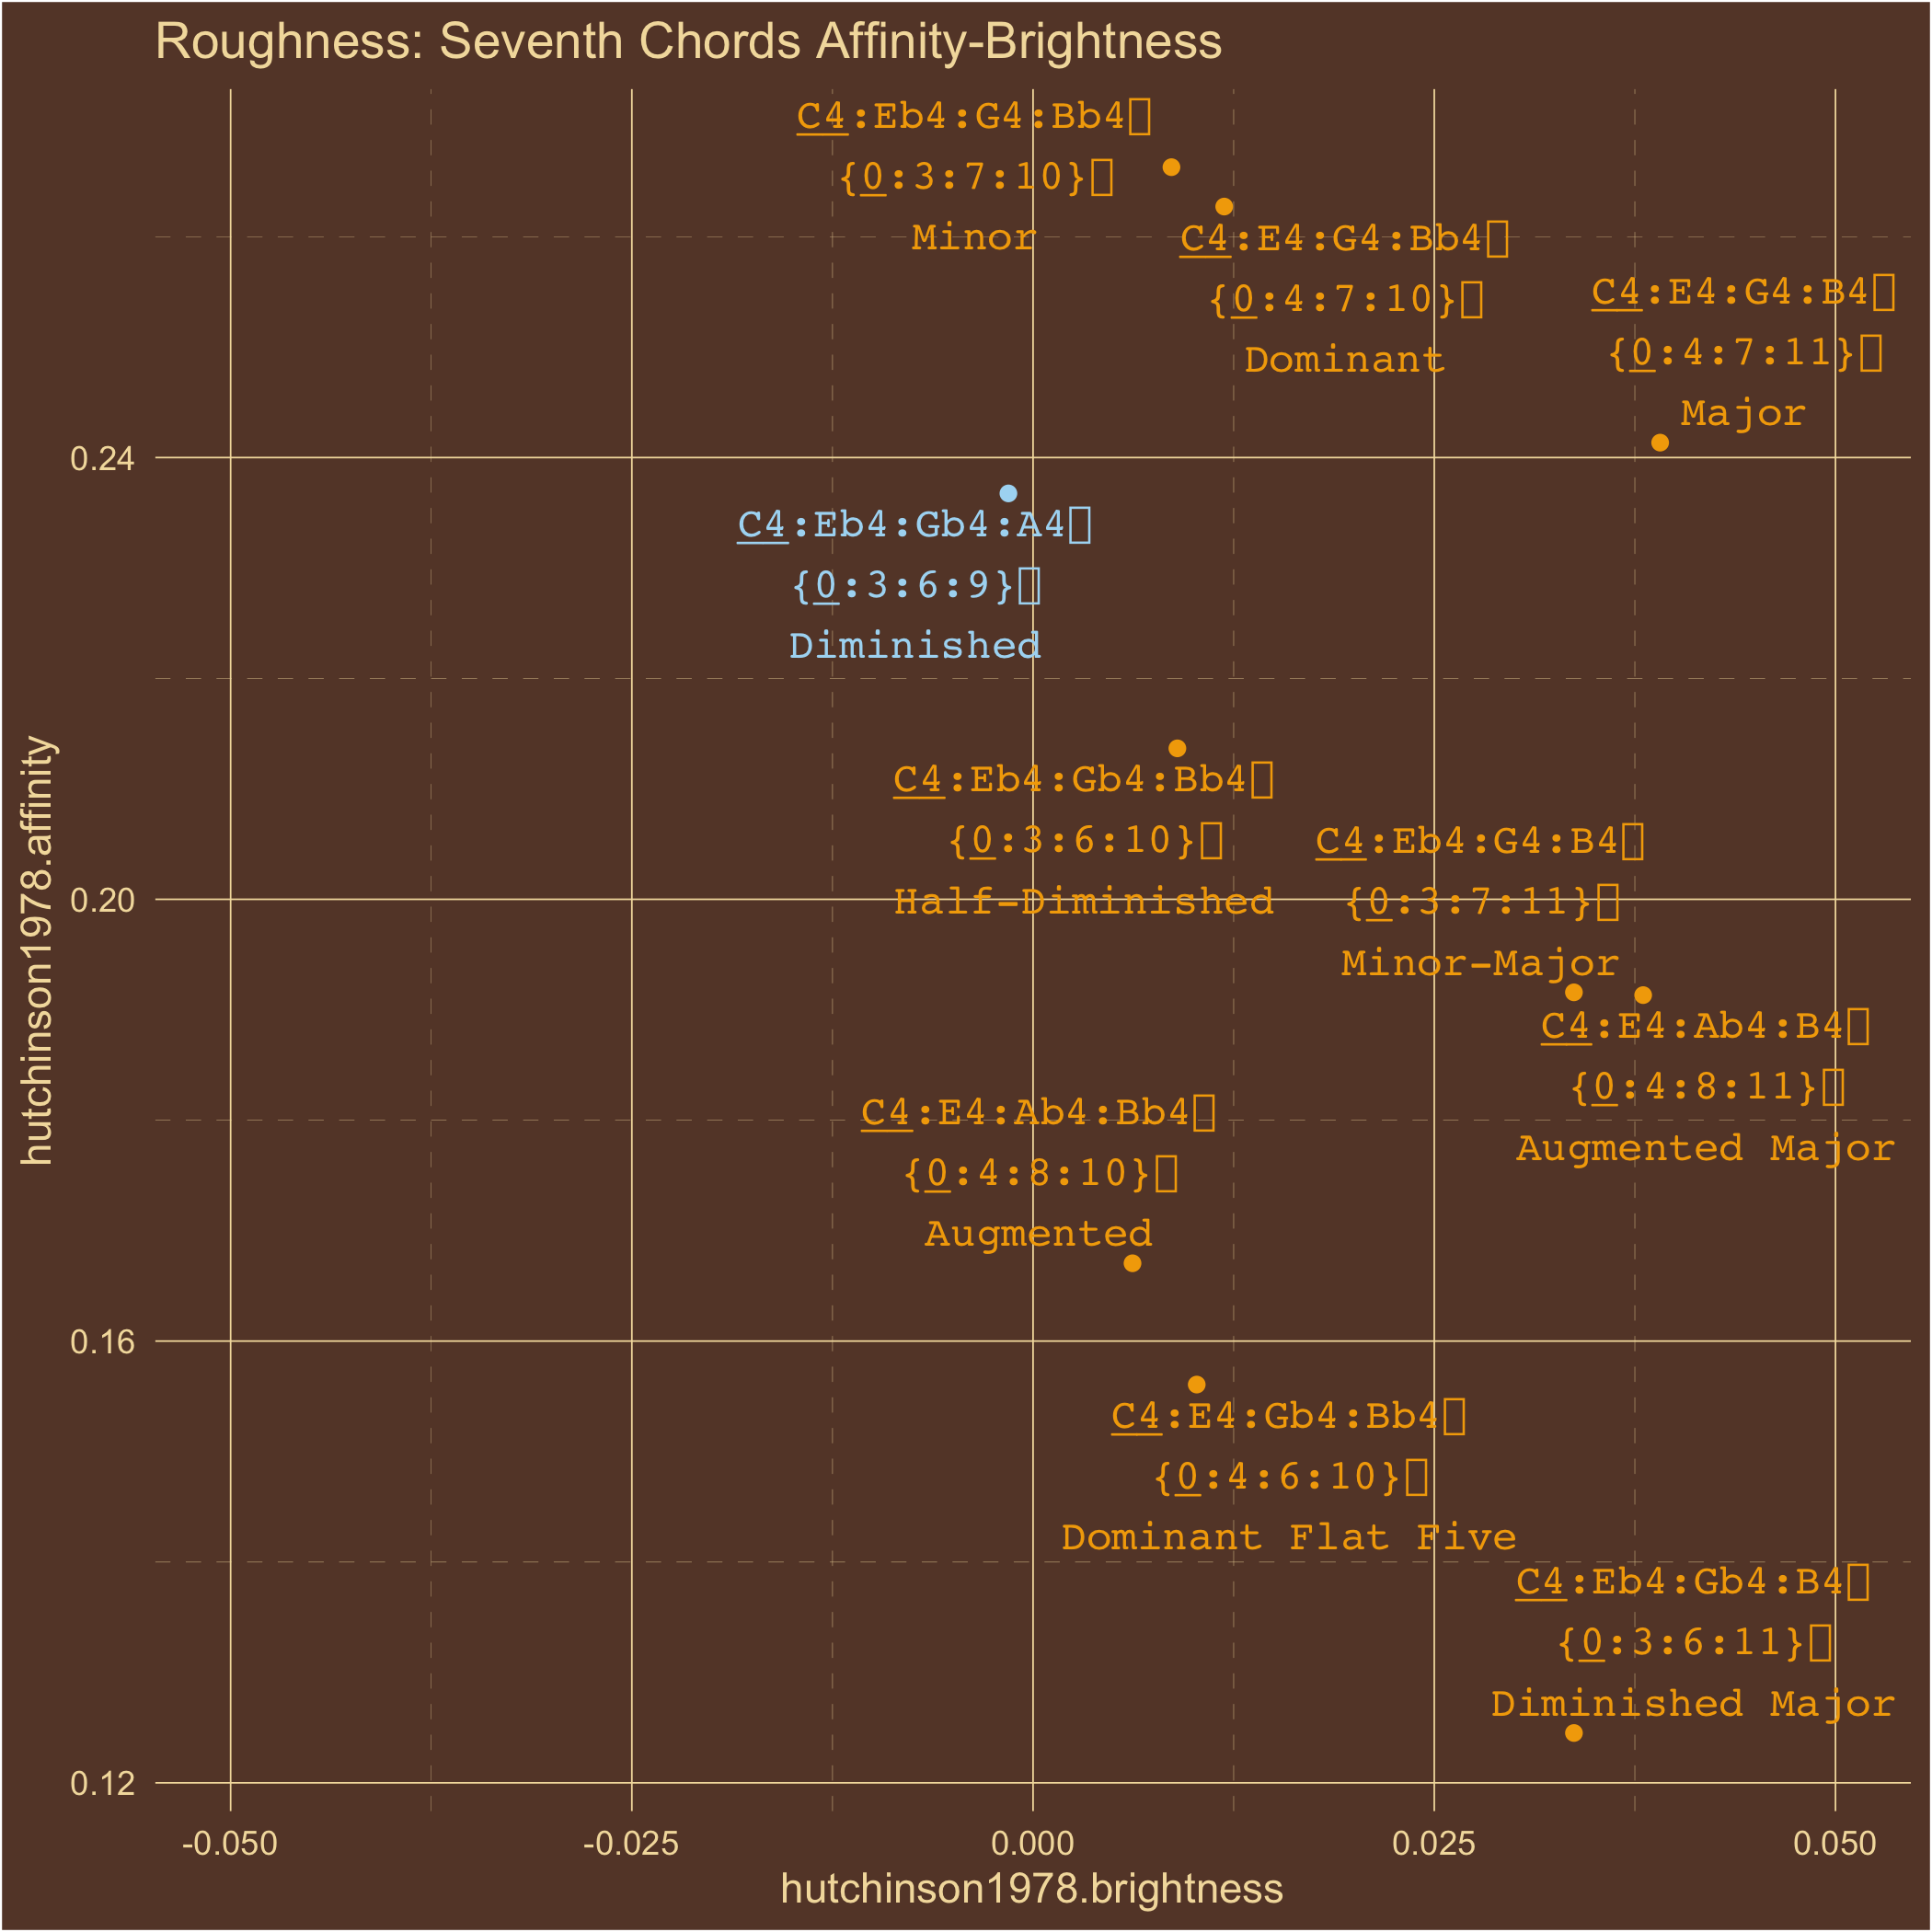 Roughness: Seventh Chords Affinity-Brightness
C4:Eb4:G4:Bb4
{0:3:7:10}
Minor
C4:E4:G4:Bb4
{0:4:7:10}
Dominant
C4:E4:G4:B4
{0:4:7:11}
Major
C4:Eb4:Gb4:A4
{0:3:6:9}
Diminished
C4:Eb4:Gb4:Bb4
{0:3:6:10}
Half-Diminished
C4:Eb4:G4:B4
{0:3:7:11}
Minor-Major
C4:E4:Ab4:B4
{0:4:8:11}
Augmented Major
C4:E4:Ab4:Bb4
{0:4:8:10}
Augmented
C4:E4:Gb4:Bb4
{0:4:6:10}
Dominant Flat Five
C4:Eb4:Gb4:B4
{0:3:6:11}
Diminished Major
hutchinson1978.affinity
0.24
0.20
0.16
0.12
-0.050
-0.025
0.000
0.025
0.050
hutchinson1978.brightness